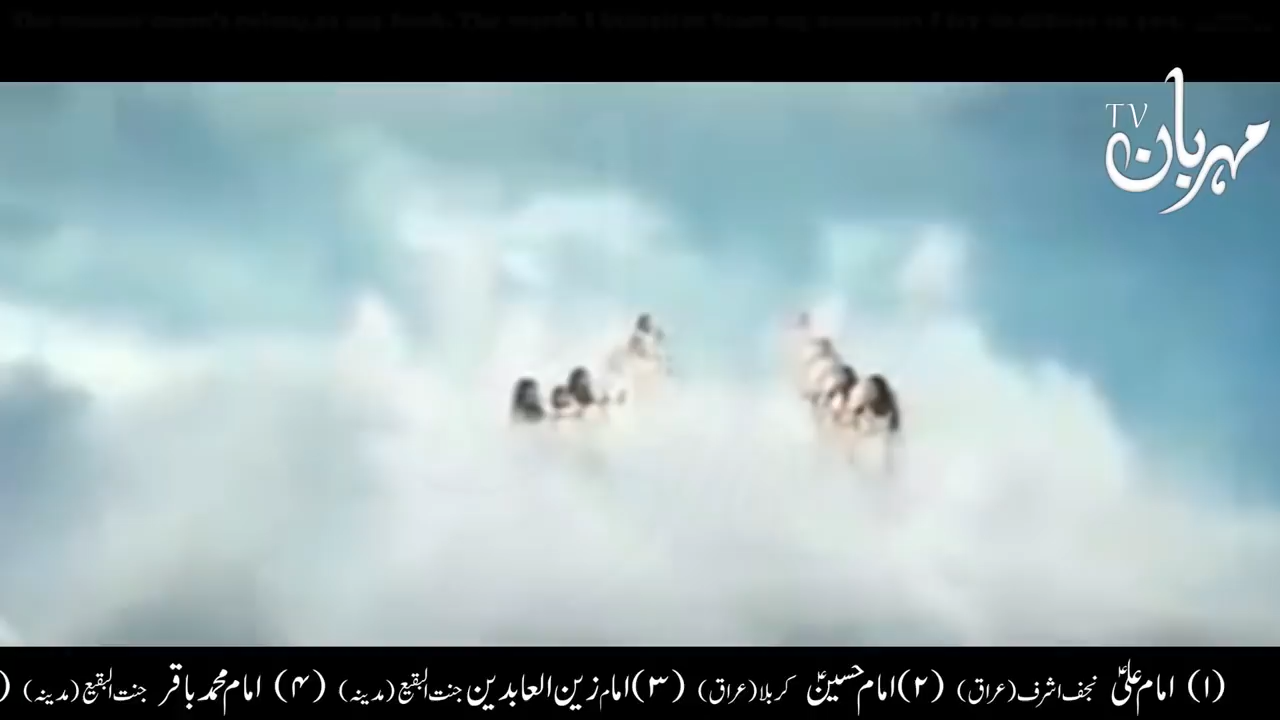 TV
مہربان
(۱) امام علیؑ نجف اشرف (عراق) (۲) امام حسینؑ کربلا (عراق) (۳) امام زین العابدین جنت البقیع (مدینہ) (۴) امام محمد باقر جنت البقیع (مدینہ) (